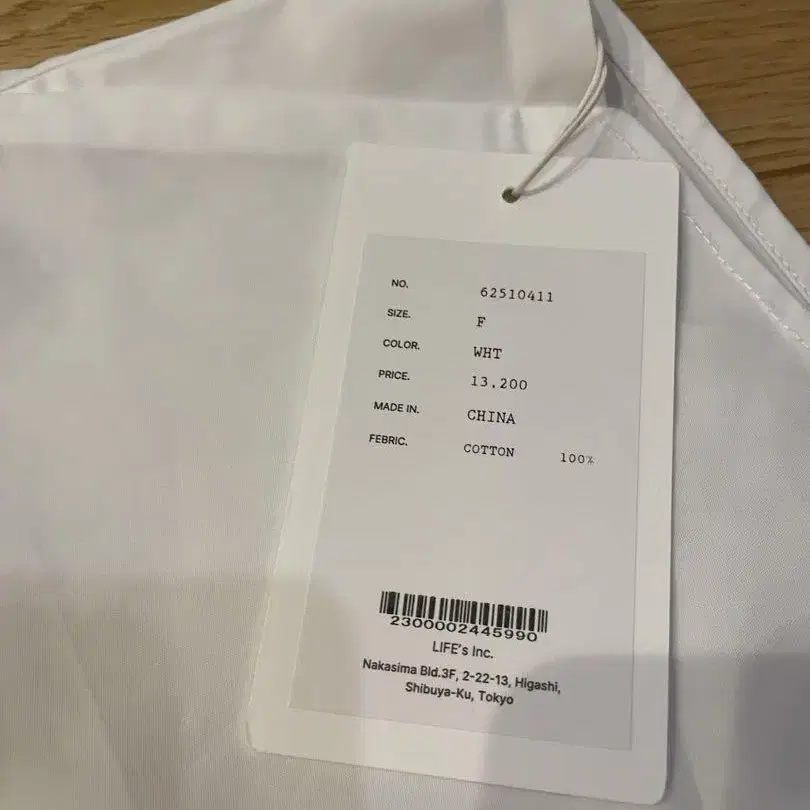 NO. 62510411
SIZE. F
COLOR. WHT
PRICE. 13,200
MADE IN. CHINA
FEBRIC. COTTON 100%
2300002445990
LIFE's Inc.
Nakasima Bld.3F, 2-22-13, Higashi,
Shibuya-Ku, Tokyo